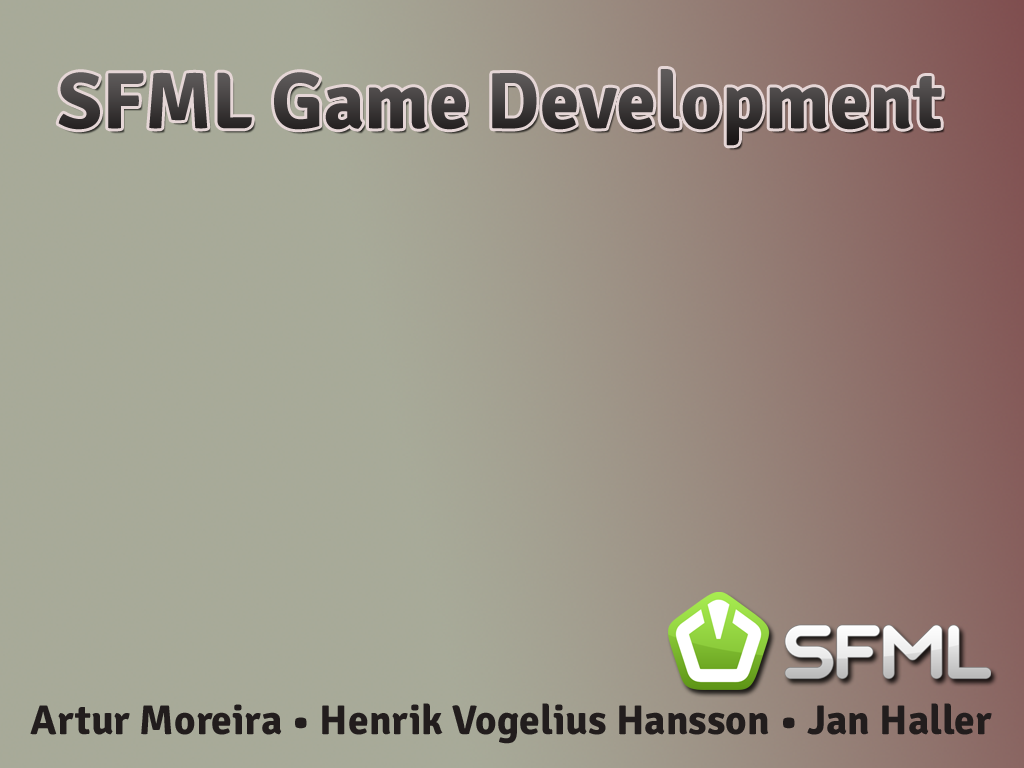 SFML Game Development
SFML
Artur Moreira • Henrik Vogelius Hansson • Jan Haller